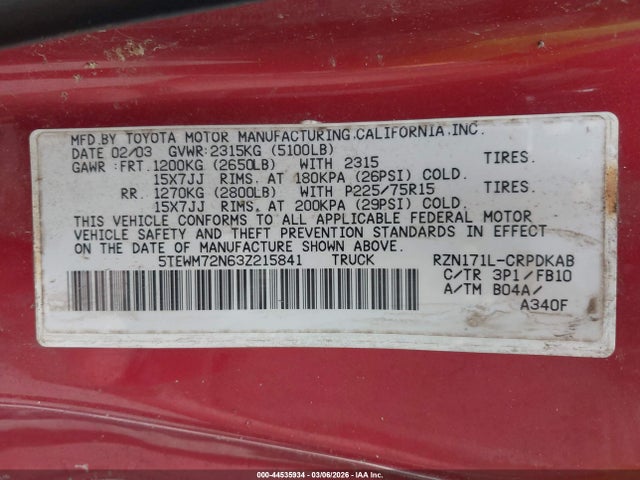 MFD.BY TOYOTA MOTOR MANUFACTURING,CALIFORNIA,INC.
DATE 02/03 GVWR:2315KG (5100LB)
GAWR :FRT.1200KG (2650LB) WITH 2315 TIRES.
15X7JJ RIMS. AT 180KPA (26PSI) COLD.
RR. 1270KG (2800LB) WITH P225/75R15 TIRES.
15X7JJ RIMS. AT 200KPA (29PSI) COLD.
THIS VEHICLE CONFORMS TO ALL APPLICABLE FEDERAL MOTOR
VEHICLE SAFETY AND THEFT PREVENTION STANDARDS IN EFFECT
ON THE DATE OF MANUFACTURE SHOWN ABOVE.
5TEWM72N63Z215841 TRUCK RZN171L-CRPDKAB
C/TR 3P1/FB10
A/TM B04A/
A340F
000-44535934 | 03/06/2026 - IAAI.COM